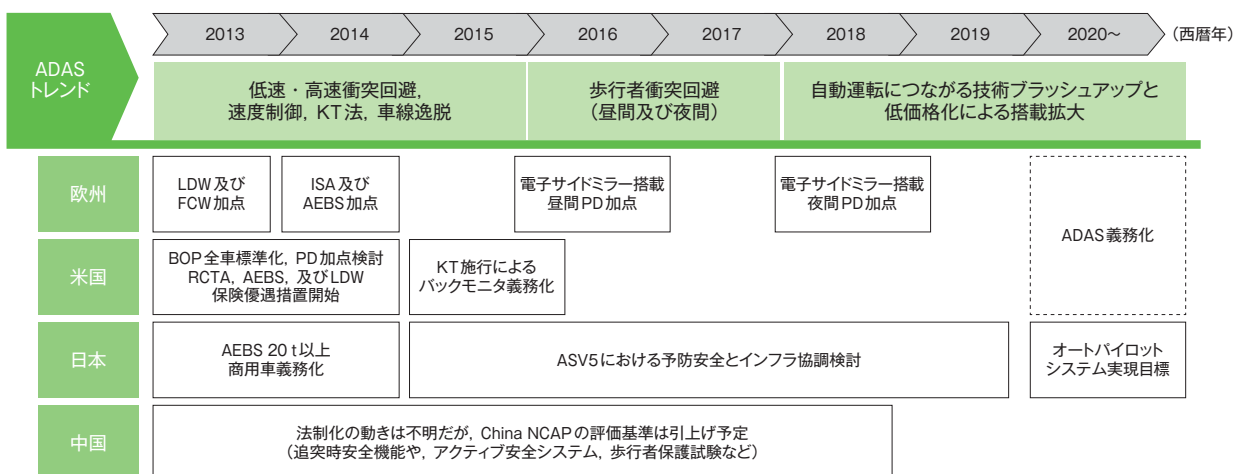 ADAS
トレンド
2013
2014
2015
2016
2017
2018
2019
2020～
(西暦年)
低速・高速衝突回避,
速度制御, KT法, 車線逸脱
歩行者衝突回避
(昼間及び夜間)
自動運転につながる技術ブラッシュアップと
低価格化による搭載拡大
欧州
LDW及び
FCW加点
ISA及び
AEBS加点
電子サイドミラー搭載
昼間PD加点
電子サイドミラー搭載
夜間PD加点
ADAS義務化
米国
BOP全車標準化, PD加点検討
RCTA, AEBS, 及びLDW
保険優遇措置開始
KT施行による
バックモニタ義務化
日本
AEBS 20 t以上
商用車義務化
ASV5における予防安全とインフラ協調検討
オートパイロット
システム実現目標
中国
法制化の動きは不明だが, China NCAPの評価基準は引上げ予定
(追突時安全機能や, アクティブ安全システム, 歩行者保護試験など)